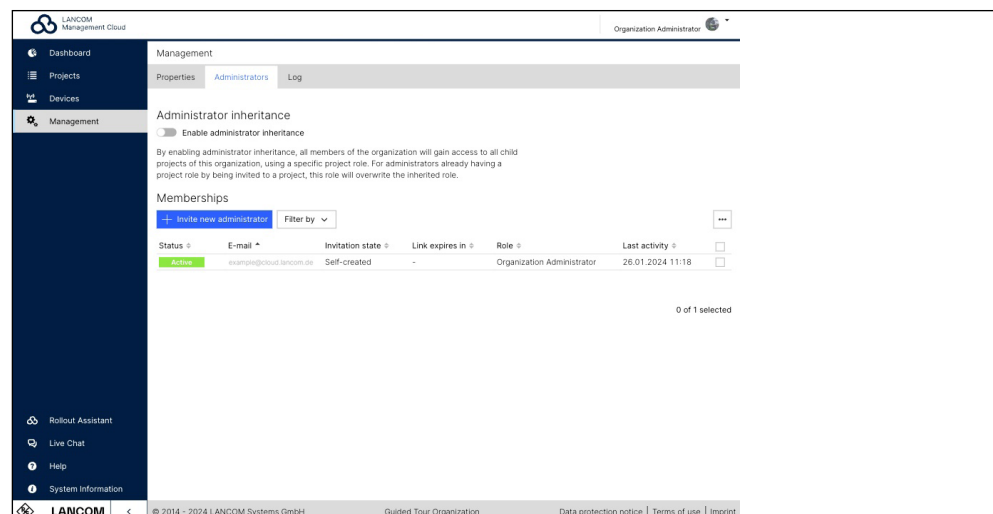 LANCOM
Management Cloud
Organization Administrator
Dashboard
Projects
Devices
Management
Management
Properties Administrators Log
Administrator inheritance
Enable administrator inheritance
By enabling administrator inheritance, all members of the organization will gain access to all child
projects of this organization, using a specific project role. For administrators already having a
project role by being invited to a project, this role will overwrite the inherited role.
Memberships
+ Invite new administrator Filter by
Status E-mail Invitation state Link expires in Role Last activity
Active example@cloud.lancom.de Self-created - Organization Administrator 26.01.2024 11:18
0 of 1 selected
Rollout Assistant
Live Chat
Help
System Information
LANCOM <
© 2014 - 2024 LANCOM Systems GmbH Guided Tour Organization Data protection notice | Terms of use | Imprint